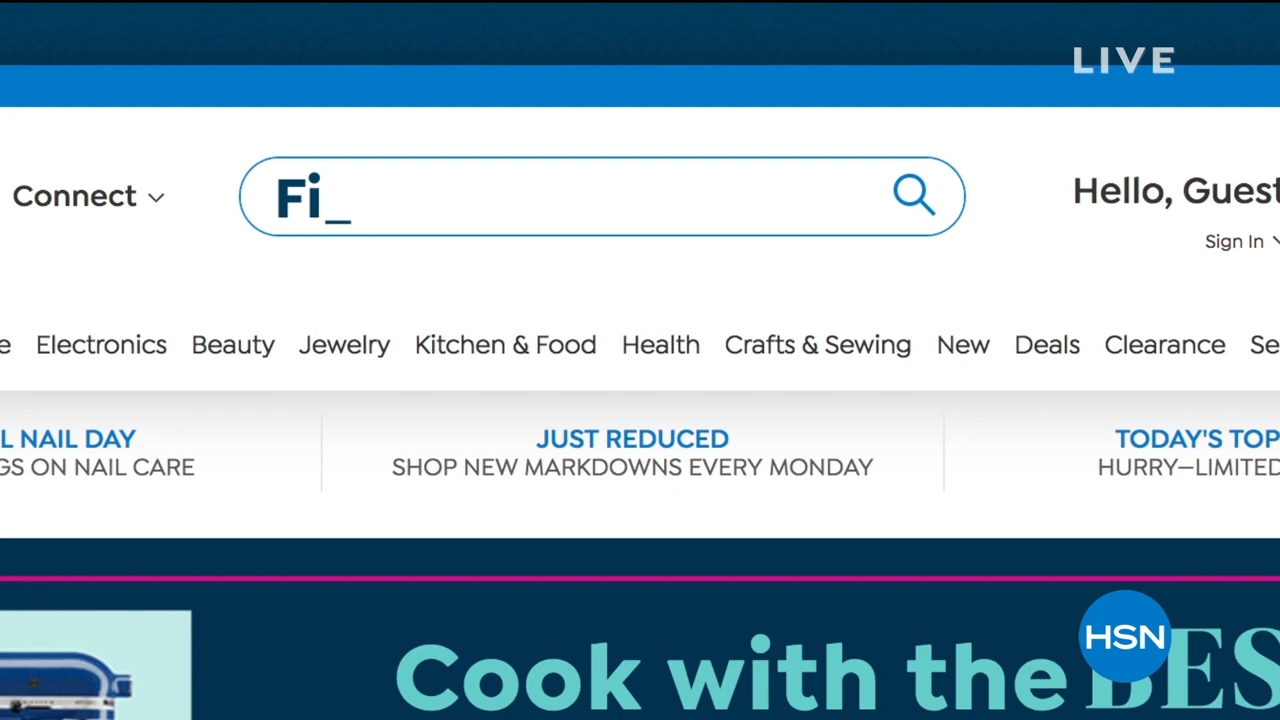 LIVE
Connect
Fi_
Hello, Guest
Sign In
e Electronics Beauty Jewelry Kitchen & Food Health Crafts & Sewing New Deals Clearance Se
L NAIL DAY
GS ON NAIL CARE
JUST REDUCED
SHOP NEW MARKDOWNS EVERY MONDAY
TODAY'S TOP
HURRY—LIMITED
Cook with the BES
HSN